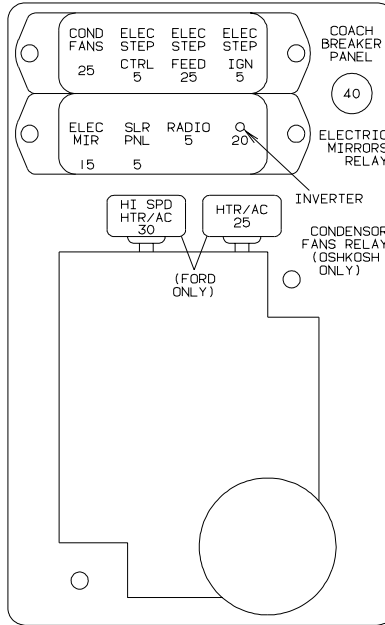 COND ELEC ELEC ELEC
FANS STEP STEP STEP
25 CTRL FEED IGN
5 25 5
COACH
BREAKER
PANEL
40
ELEC SLR RADIO
MIR PNL 5 20
15 5
ELECTRIC
MIRRORS
RELAY
INVERTER
HI SPD
HTR/AC
30
HTR/AC
25
(FORD
ONLY)
CONDENSOR
FANS RELAY
(OSHKOSH
ONLY)